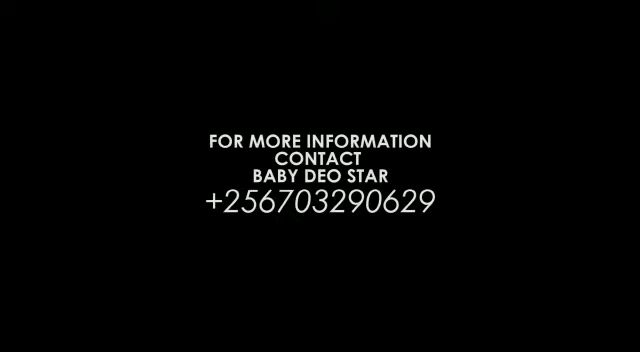 FOR MORE INFORMATION
CONTACT
BABY DEO STAR
+256703290629